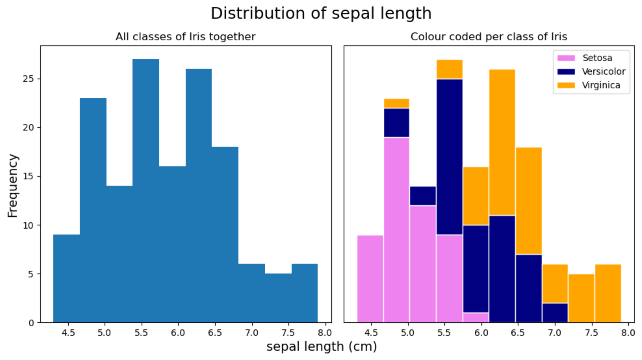 Distribution of sepal length
All classes of Iris together
Colour coded per class of Iris
Setosa
Versicolor
Virginica
Frequency
25
20
15
10
5
0
4.5 5.0 5.5 6.0 6.5 7.0 7.5 8.0
4.5 5.0 5.5 6.0 6.5 7.0 7.5 8.0
sepal length (cm)